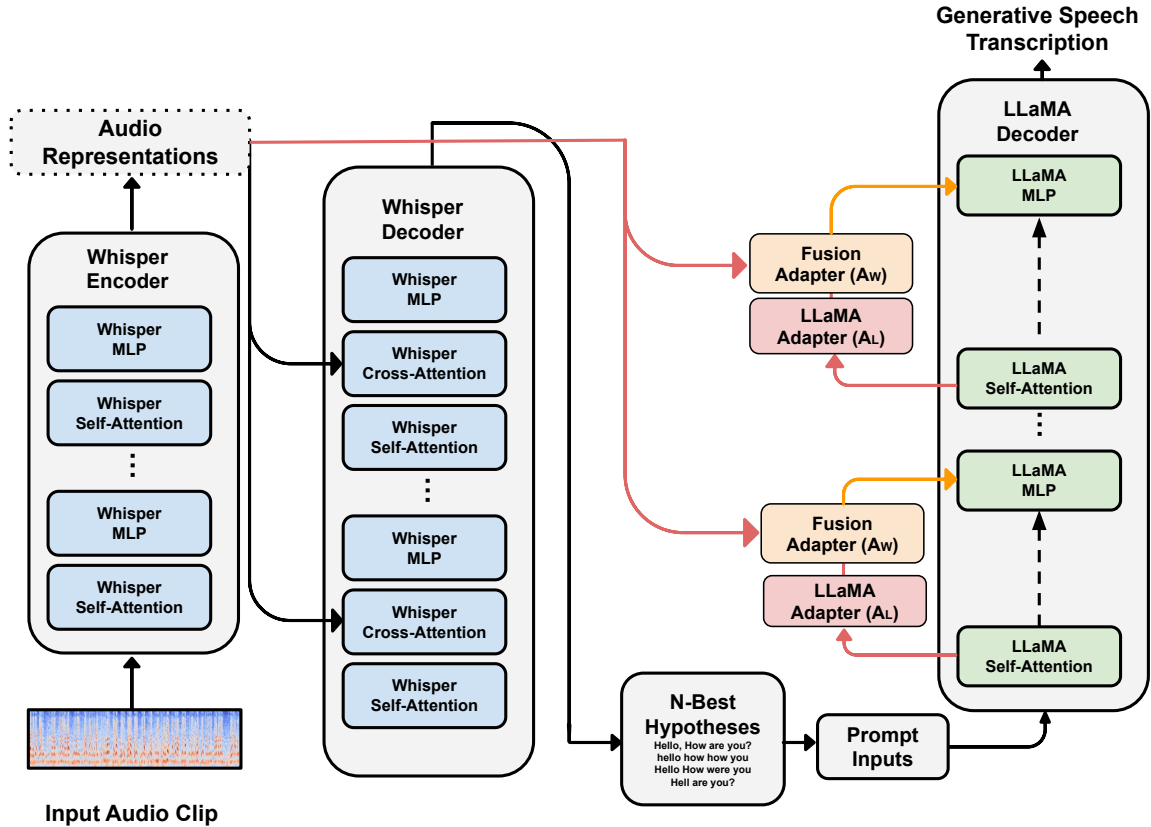 Generative Speech
Transcription
Audio
Representations
Whisper
Encoder
Whisper
MLP
Whisper
Self-Attention
⋮
Whisper
MLP
Whisper
Self-Attention
Input Audio Clip
Whisper
Decoder
Whisper
MLP
Whisper
Cross-Attention
Whisper
Self-Attention
⋮
Whisper
MLP
Whisper
Cross-Attention
Whisper
Self-Attention
N-Best
Hypotheses
Hello, How are you?
hello how how you
Hello How were you
Hell are you?
Prompt
Inputs
Fusion
Adapter (Aw)
LLaMA
Adapter (AL)
Fusion
Adapter (Aw)
LLaMA
Adapter (AL)
LLaMA
Decoder
LLaMA
MLP
LLaMA
Self-Attention
⋮
LLaMA
MLP
LLaMA
Self-Attention